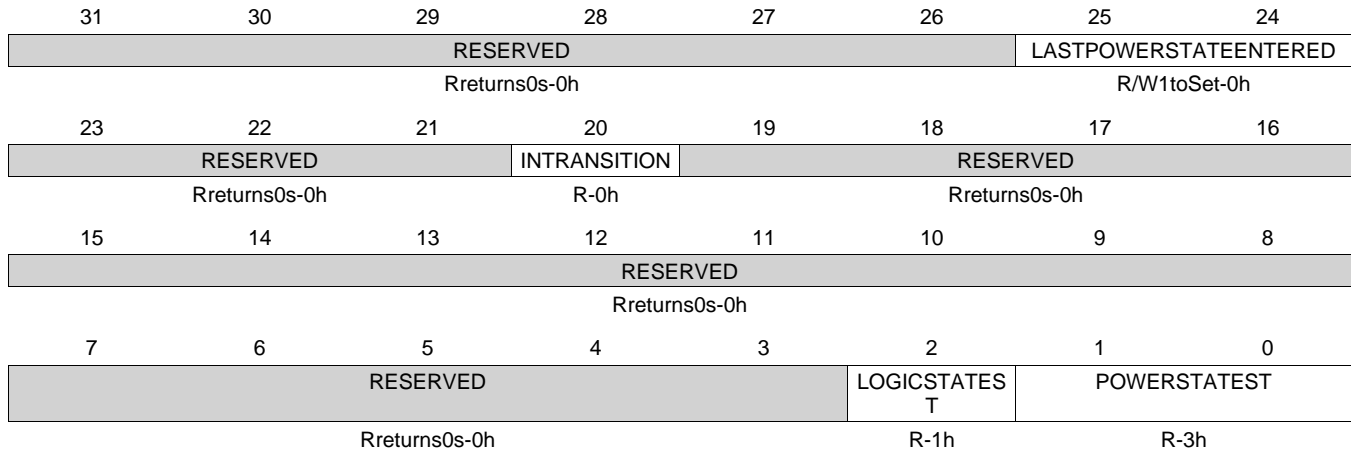 31 30 29 28 27 26 25 24
RESERVED LASTPOWERSTATEENTERED
Rreturns0s-0h R/W1toSet-0h
23 22 21 20 19 18 17 16
RESERVED INTRANSITION RESERVED
Rreturns0s-0h R-0h Rreturns0s-0h
15 14 13 12 11 10 9 8
RESERVED
Rreturns0s-0h
7 6 5 4 3 2 1 0
RESERVED LOGICSTATES POWERSTATEST
T
Rreturns0s-0h R-1h R-3h